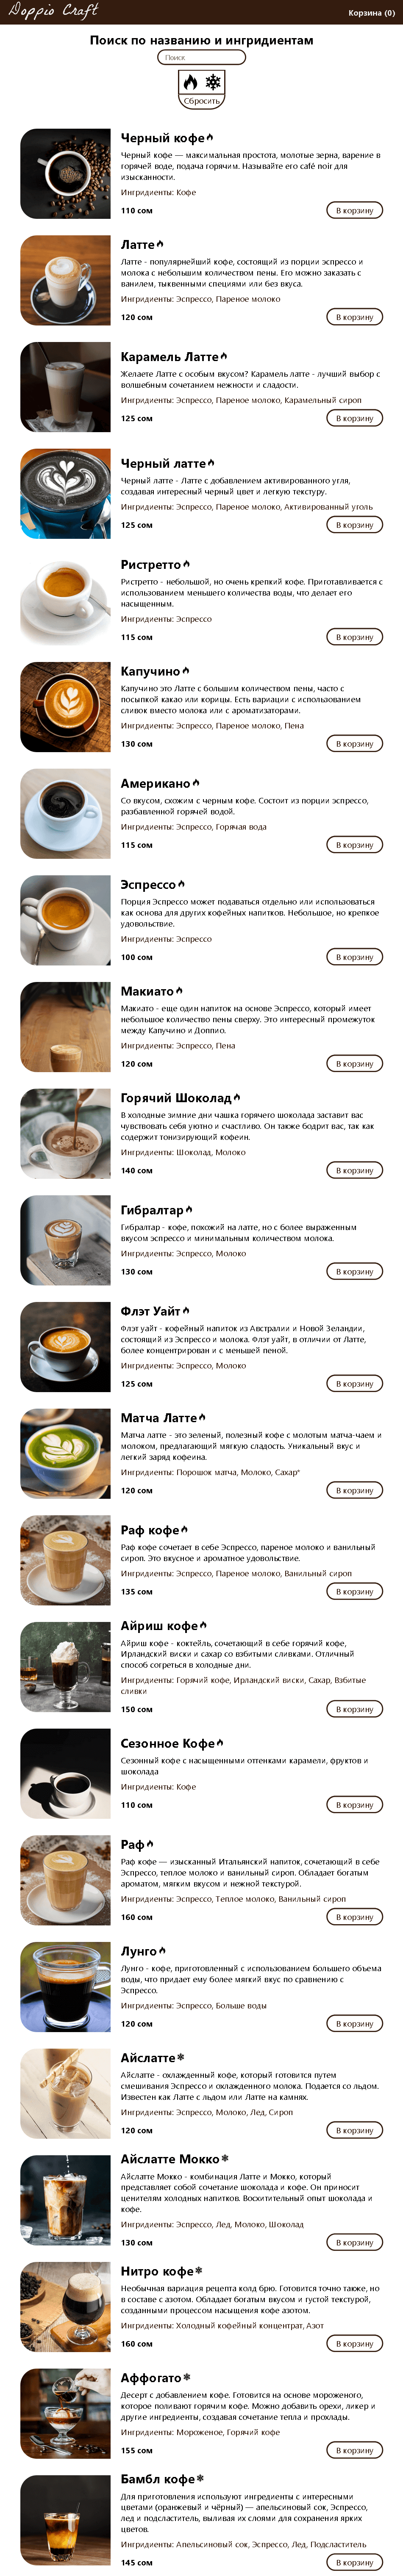 Doppio Craft
Корзина (0)
Поиск по названию и ингридиентам
Поиск
Сбросить
Черный кофе
Черный кофе — максимальная простота, молотые зерна, варение в
горячей воде, подача горячим. Называйте его café noir для
изысканности.
Ингридиенты: Кофе
110 сом
В корзину
Латте
Латте - популярнейший кофе, состоящий из порции эспрессо и
молока с небольшим количеством пены. Его можно заказать с
ванилем, тыквенными специями или без вкуса.
Ингридиенты: Эспрессо, Пареное молоко
120 сом
В корзину
Карамель Латте
Желаете Латте с особым вкусом? Карамель латте - лучший выбор с
волшебным сочетанием нежности и сладости.
Ингридиенты: Эспрессо, Пареное молоко, Карамельный сироп
125 сом
В корзину
Черный латте
Черный латте - Латте с добавлением активированного угля,
создавая интересный черный цвет и легкую текстуру.
Ингридиенты: Эспрессо, Пареное молоко, Активированный уголь
125 сом
В корзину
Ристретто
Ристретто - небольшой, но очень крепкий кофе. Приготавливается с
использованием меньшего количества воды, что делает его
насыщенным.
Ингридиенты: Эспрессо
115 сом
В корзину
Капучино
Капучино это Латте с большим количеством пены, часто с
посыпкой какао или корицы. Есть вариации с использованием
сливок вместо молока или с ароматизаторами.
Ингридиенты: Эспрессо, Пареное молоко, Пена
130 сом
В корзину
Американо
Со вкусом, схожим с черным кофе. Состоит из порции эспрессо,
разбавленной горячей водой.
Ингридиенты: Эспрессо, Горячая вода
115 сом
В корзину
Эспрессо
Порция Эспрессо может подаваться отдельно или использоваться
как основа для других кофейных напитков. Небольшое, но крепкое
удовольствие.
Ингридиенты: Эспрессо
100 сом
В корзину
Макиато
Макиато - еще один напиток на основе Эспрессо, который имеет
небольшое количество пены сверху. Это интересный промежуток
между Капучино и Доппио.
Ингридиенты: Эспрессо, Пена
120 сом
В корзину
Горячий Шоколад
В холодные зимние дни чашка горячего шоколада заставит вас
чувствовать себя уютно и счастливо. Он также бодрит вас, так как
содержит тонизирующий кофеин.
Ингридиенты: Шоколад, Молоко
140 сом
В корзину
Гибралтар
Гибралтар - кофе, похожий на латте, но с более выраженным
вкусом эспрессо и минимальным количеством молока.
Ингридиенты: Эспрессо, Молоко
130 сом
В корзину
Флэт Уайт
Флэт уайт - кофейный напиток из Австралии и Новой Зеландии,
состоящий из Эспрессо и молока. Флэт уайт, в отличии от Латте,
более концентрирован и с меньшей пеной.
Ингридиенты: Эспрессо, Молоко
125 сом
В корзину
Матча Латте
Матча латте - это зеленый, полезный кофе с молотым матча-чаем и
молоком, предлагающий мягкую сладость. Уникальный вкус и
легкий заряд кофеина.
Ингридиенты: Порошок матча, Молоко, Сахар*
120 сом
В корзину
Раф кофе
Раф кофе сочетает в себе Эспрессо, пареное молоко и ванильный
сироп. Это вкусное и ароматное удовольствие.
Ингридиенты: Эспрессо, Пареное молоко, Ванильный сироп
135 сом
В корзину
Айриш кофе
Айриш кофе - коктейль, сочетающий в себе горячий кофе,
Ирландский виски и сахар со взбитыми сливками. Отличный
способ согреться в холодные дни.
Ингридиенты: Горячий кофе, Ирландский виски, Сахар, Взбитые
сливки
150 сом
В корзину
Сезонное Кофе
Сезонный кофе с насыщенными оттенками карамели, фруктов и
шоколада
Ингридиенты: Кофе
110 сом
В корзину
Раф
Раф кофе — изысканный Итальянский напиток, сочетающий в себе
Эспрессо, теплое молоко и ванильный сироп. Обладает богатым
ароматом, мягким вкусом и нежной текстурой.
Ингридиенты: Эспрессо, Теплое молоко, Ванильный сироп
160 сом
В корзину
Лунго
Лунго - кофе, приготовленный с использованием большего объема
воды, что придает ему более мягкий вкус по сравнению с
Эспрессо.
Ингридиенты: Эспрессо, Больше воды
120 сом
В корзину
Айслатте
Айслатте - охлажденный кофе, который готовится путем
смешивания Эспрессо и охлажденного молока. Подается со льдом.
Известен как Латте с льдом или Латте на камнях.
Ингридиенты: Эспрессо, Молоко, Лед, Сироп
120 сом
В корзину
Айслатте Мокко
Айслатте Мокко - комбинация Латте и Мокко, который
представляет собой сочетание шоколада и кофе. Он приносит
ценителям холодных напитков. Восхитительный опыт шоколада и
кофе.
Ингридиенты: Эспрессо, Лед, Молоко, Шоколад
130 сом
В корзину
Нитро кофе
Необычная вариация рецепта колд брю. Готовится точно также, но
в составе с азотом. Обладает богатым вкусом и густой текстурой,
созданными процессом насыщения кофе азотом.
Ингридиенты: Холодный кофейный концентрат, Азот
160 сом
В корзину
Аффогато
Десерт с добавлением кофе. Готовится на основе мороженого,
которое поливают горячим кофе. Можно добавить орехи, ликер и
другие ингредиенты, создавая сочетание тепла и прохлады.
Ингридиенты: Мороженое, Горячий кофе
155 сом
В корзину
Бамбл кофе
Для приготовления используют ингредиенты с интересными
цветами (оранжевый и чёрный) — апельсиновый сок, Эспрессо,
лед и подсластитель, выливая их слоями для сохранения ярких
цветов.
Ингридиенты: Апельсиновый сок, Эспрессо, Лед, Подсластитель
145 сом
В корзину